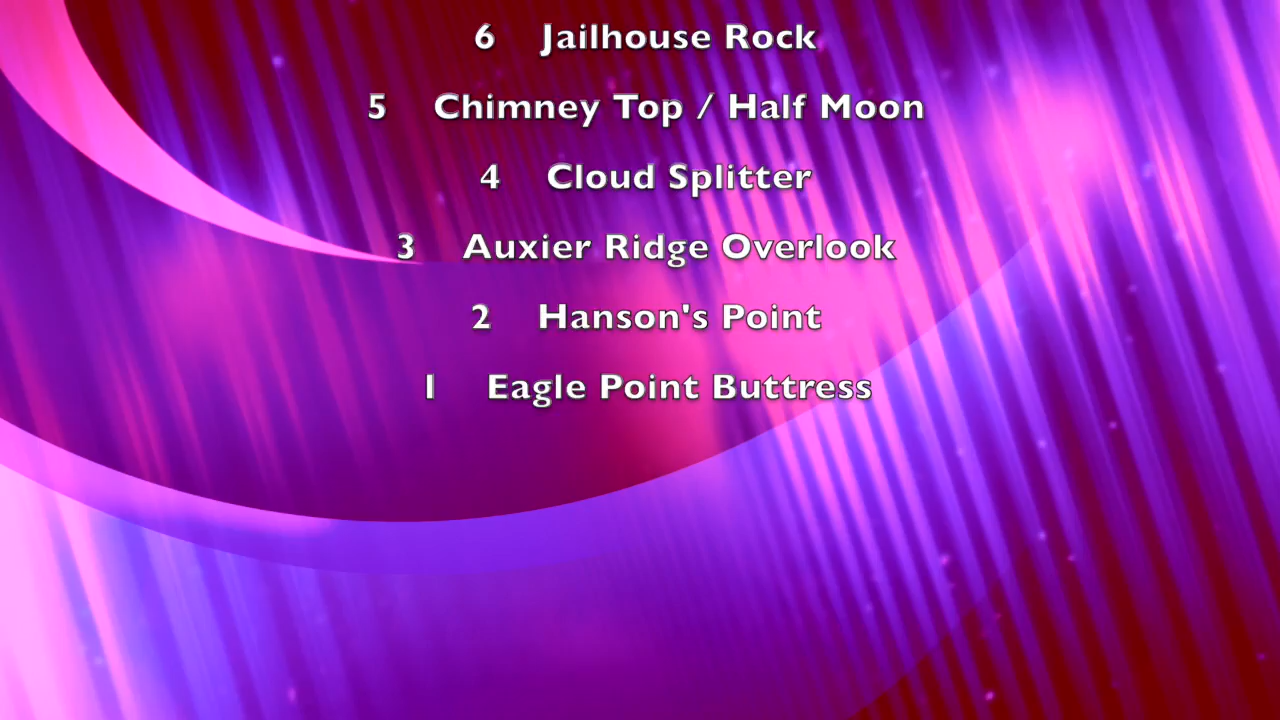 6 Jailhouse Rock
5 Chimney Top / Half Moon
4 Cloud Splitter
3 Auxier Ridge Overlook
2 Hanson's Point
1 Eagle Point Buttress